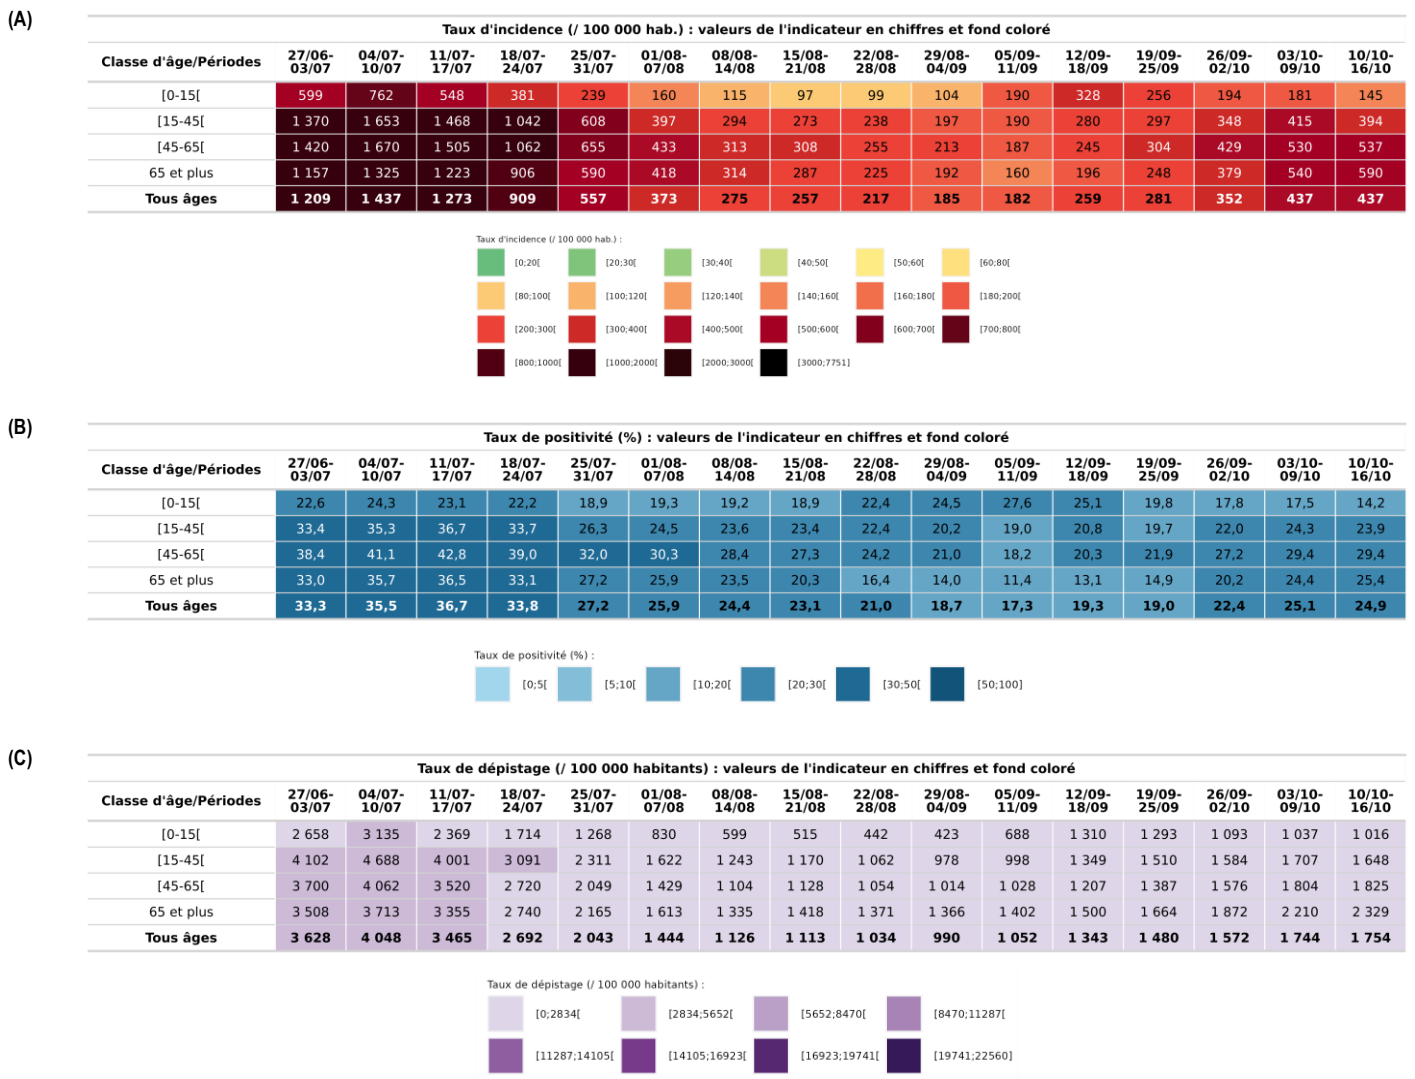 (A)
Taux d'incidence (/ 100 000 hab.) : valeurs de l'indicateur en chiffres et fond coloré
Classe d'âge/Périodes 27/06-03/07 04/07-10/07 11/07-17/07 18/07-24/07 25/07-31/07 01/08-07/08 08/08-14/08 15/08-21/08 22/08-28/08 29/08-04/09 05/09-11/09 12/09-18/09 19/09-25/09 26/09-02/10 03/10-09/10 10/10-16/10
[0-15[ 599 762 548 381 239 160 115 97 99 104 190 328 256 194 181 145
[15-45[ 1 370 1 653 1 468 1 042 608 397 294 273 238 197 190 280 297 348 415 394
[45-65[ 1 420 1 670 1 505 1 062 655 433 313 308 255 213 187 245 304 429 530 537
65 et plus 1 157 1 325 1 223 906 590 418 314 287 225 192 160 196 248 379 540 590
Tous âges 1 209 1 437 1 273 909 557 373 275 257 217 185 182 259 281 352 437 437
Taux d'incidence (/ 100 000 hab.) :
[0;20[ [20;30[ [30;40[ [40;50[ [50;60[ [60;80[
[80;100[ [100;120[ [120;140[ [140;160[ [160;180[ [180;200[
[200;300[ [300;400[ [400;500[ [500;600[ [600;700[ [700;800[
[800;1000[ [1000;2000[ [2000;3000[ [3000;7751]
(B)
Taux de positivité (%) : valeurs de l'indicateur en chiffres et fond coloré
Classe d'âge/Périodes 27/06-03/07 04/07-10/07 11/07-17/07 18/07-24/07 25/07-31/07 01/08-07/08 08/08-14/08 15/08-21/08 22/08-28/08 29/08-04/09 05/09-11/09 12/09-18/09 19/09-25/09 26/09-02/10 03/10-09/10 10/10-16/10
[0-15[ 22,6 24,3 23,1 22,2 18,9 19,3 19,2 18,9 22,4 24,5 27,6 25,1 19,8 17,8 17,5 14,2
[15-45[ 33,4 35,3 36,7 33,7 26,3 24,5 23,6 23,4 22,4 20,2 19,0 20,8 19,7 22,0 24,3 23,9
[45-65[ 38,4 41,1 42,8 39,0 32,0 30,3 28,4 27,3 24,2 21,0 18,2 20,3 21,9 27,2 29,4 29,4
65 et plus 33,0 35,7 36,5 33,1 27,2 25,9 23,5 20,3 16,4 14,0 11,4 13,1 14,9 20,2 24,4 25,4
Tous âges 33,3 35,5 36,7 33,8 27,2 25,9 24,4 23,1 21,0 18,7 17,3 19,3 19,0 22,4 25,1 24,9
Taux de positivité (%) :
[0;5[ [5;10[ [10;20[ [20;30[ [30;50[ [50;100]
(C)
Taux de dépistage (/ 100 000 habitants) : valeurs de l'indicateur en chiffres et fond coloré
Classe d'âge/Périodes 27/06-03/07 04/07-10/07 11/07-17/07 18/07-24/07 25/07-31/07 01/08-07/08 08/08-14/08 15/08-21/08 22/08-28/08 29/08-04/09 05/09-11/09 12/09-18/09 19/09-25/09 26/09-02/10 03/10-09/10 10/10-16/10
[0-15[ 2 658 3 135 2 369 1 714 1 268 830 599 515 442 423 688 1 310 1 293 1 093 1 037 1 016
[15-45[ 4 102 4 688 4 001 3 091 2 311 1 622 1 243 1 170 1 062 978 998 1 349 1 510 1 584 1 707 1 648
[45-65[ 3 700 4 062 3 520 2 720 2 049 1 429 1 104 1 128 1 054 1 014 1 028 1 207 1 387 1 576 1 804 1 825
65 et plus 3 508 3 713 3 355 2 740 2 165 1 613 1 335 1 418 1 371 1 366 1 402 1 500 1 664 1 872 2 210 2 329
Tous âges 3 628 4 048 3 465 2 692 2 043 1 444 1 126 1 113 1 034 990 1 052 1 343 1 480 1 572 1 744 1 754
Taux de dépistage (/ 100 000 habitants) :
[0;2834[ [2834;5652[ [5652;8470[ [8470;11287[
[11287;14105[ [14105;16923[ [16923;19741[ [19741;22560]